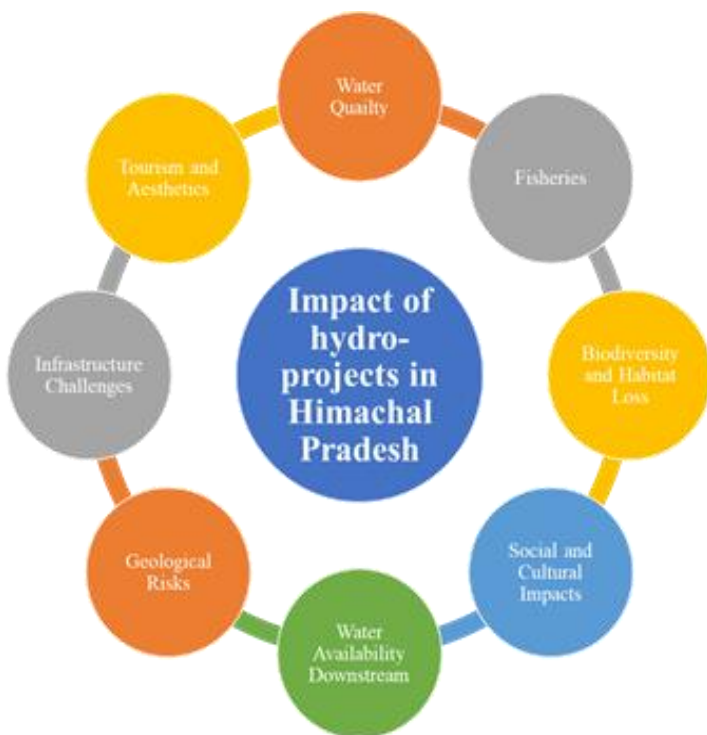 Water
Quailty
Fisheries
Biodiversity
and Habitat
Loss
Social and
Cultural
Impacts
Water
Availability
Downstream
Geological
Risks
Infrastructure
Challenges
Tourism and
Aesthetics
Impact of
hydro-
projects in
Himachal
Pradesh